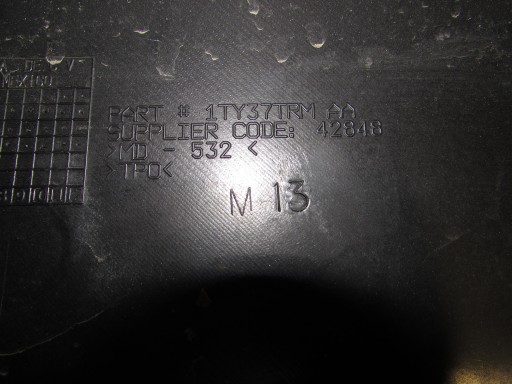 PART # 1TY37TRM AA
SUPPLIER CODE: 42848
MD - 532 <
>TPO<
M 13